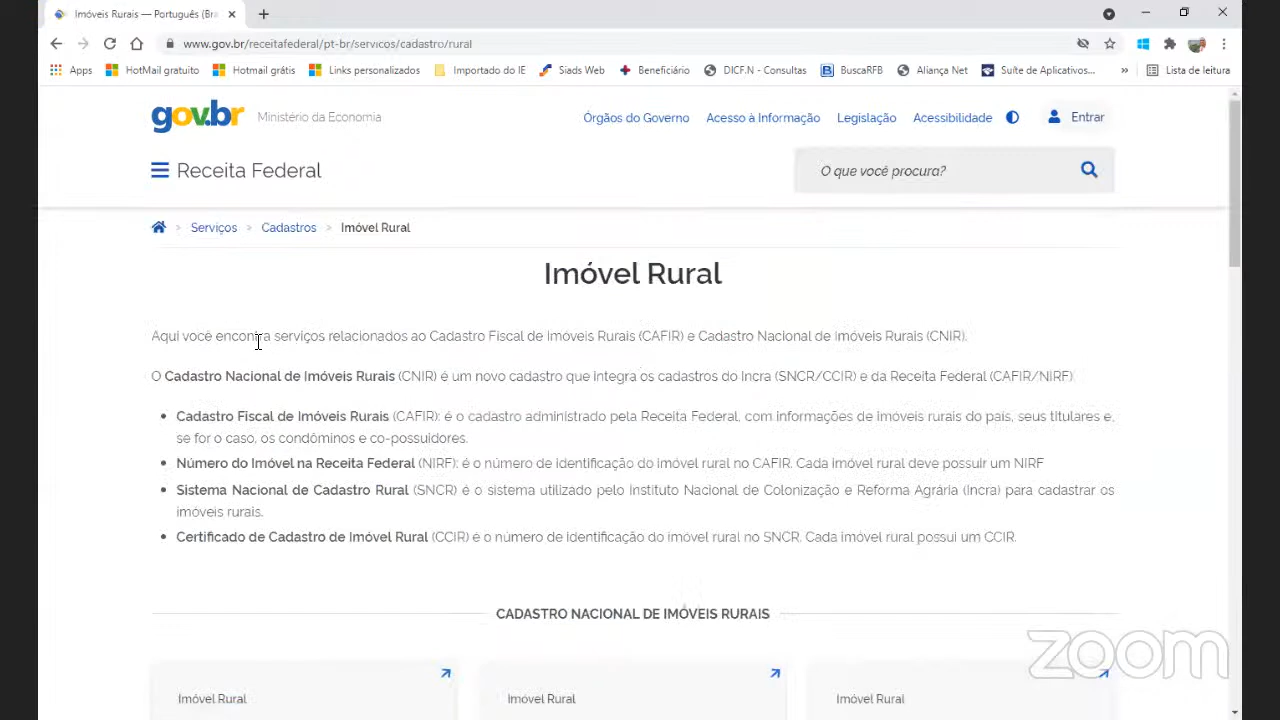 Imóveis Rurais — Português (Bra
www.gov.br/receitafederal/pt-br/servicos/cadastro/rural
Apps HotMail gratuito Hotmail grátis Links personalizados Importado do IE Siads Web Beneficiário DICF.N - Consultas BuscaRFB Aliança Net Suíte de Aplicativos... » Lista de leitura
gov.br Ministério da Economia Órgãos do Governo Acesso à Informação Legislação Acessibilidade Entrar
Receita Federal O que você procura?
Serviços > Cadastros > Imóvel Rural
Imóvel Rural
Aqui você encontra serviços relacionados ao Cadastro Fiscal de Imóveis Rurais (CAFIR) e Cadastro Nacional de Imóveis Rurais (CNIR).
O Cadastro Nacional de Imóveis Rurais (CNIR) é um novo cadastro que integra os cadastros do Incra (SNCR/CCIR) e da Receita Federal (CAFIR/NIRF).
• Cadastro Fiscal de Imóveis Rurais (CAFIR): é o cadastro administrado pela Receita Federal, com informações de imóveis rurais do país, seus titulares e,
se for o caso, os condôminos e co-possuidores.
• Número do Imóvel na Receita Federal (NIRF): é o número de identificação do imóvel rural no CAFIR. Cada imóvel rural deve possuir um NIRF
• Sistema Nacional de Cadastro Rural (SNCR) é o sistema utilizado pelo Instituto Nacional de Colonização e Reforma Agrária (Incra) para cadastrar os
imóveis rurais.
• Certificado de Cadastro de Imóvel Rural (CCIR) é o número de identificação do imóvel rural no SNCR. Cada imóvel rural possui um CCIR.
CADASTRO NACIONAL DE IMÓVEIS RURAIS
zoom
Imóvel Rural Imóvel Rural Imóvel Rural